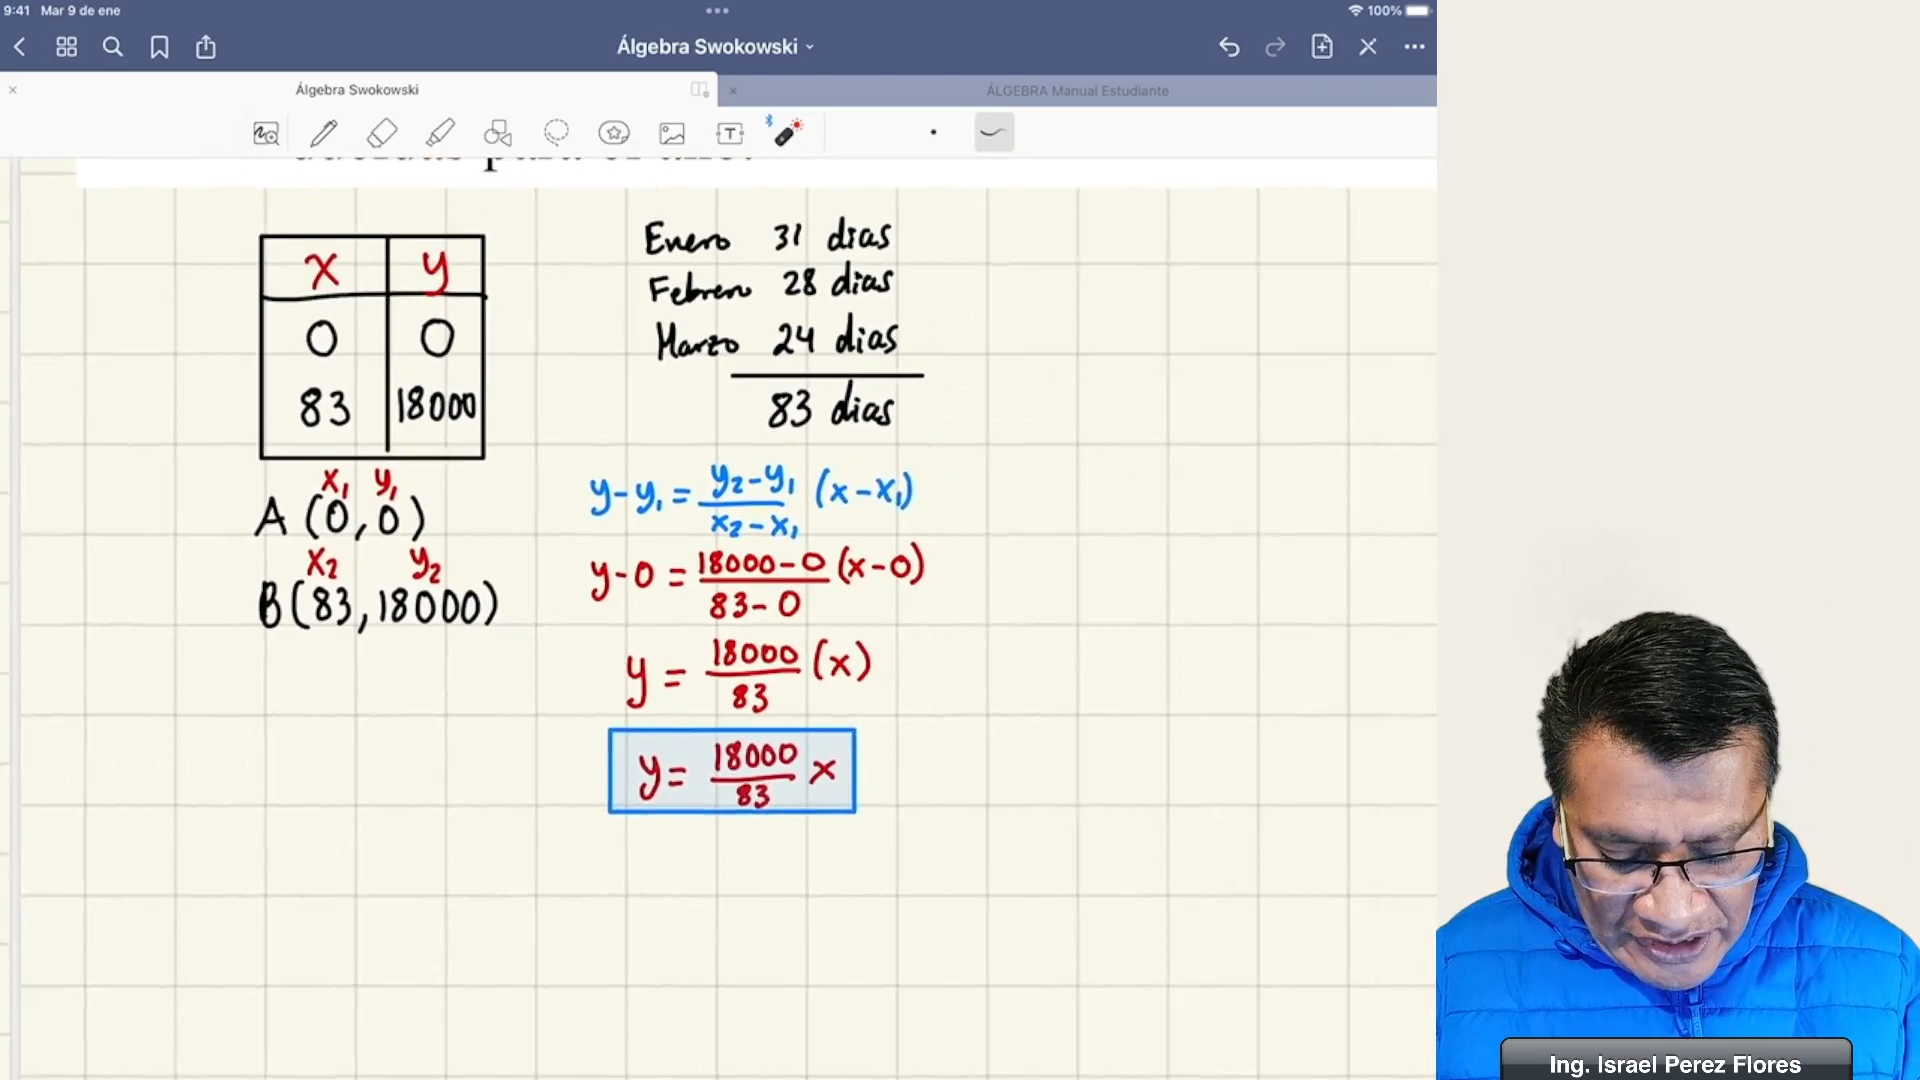 9:41 Mar 9 de ene
100%
Álgebra Swokowski
Álgebra Swokowski
ÁLGEBRA Manual Estudiante
T
x y
0 0
83 18000
Enero 31 dias
Febrero 28 dias
Marzo 24 dias
83 dias
x₁ y₁
A (0,0)
x₂ y₂
B(83,18000)
y-y₁ = y₂-y₁ / x₂-x₁ (x-x₁)
y-0 = 18000-0 / 83-0 (x-0)
y = 18000 / 83 (x)
y = 18000 / 83 x
Ing. Israel Perez Flores